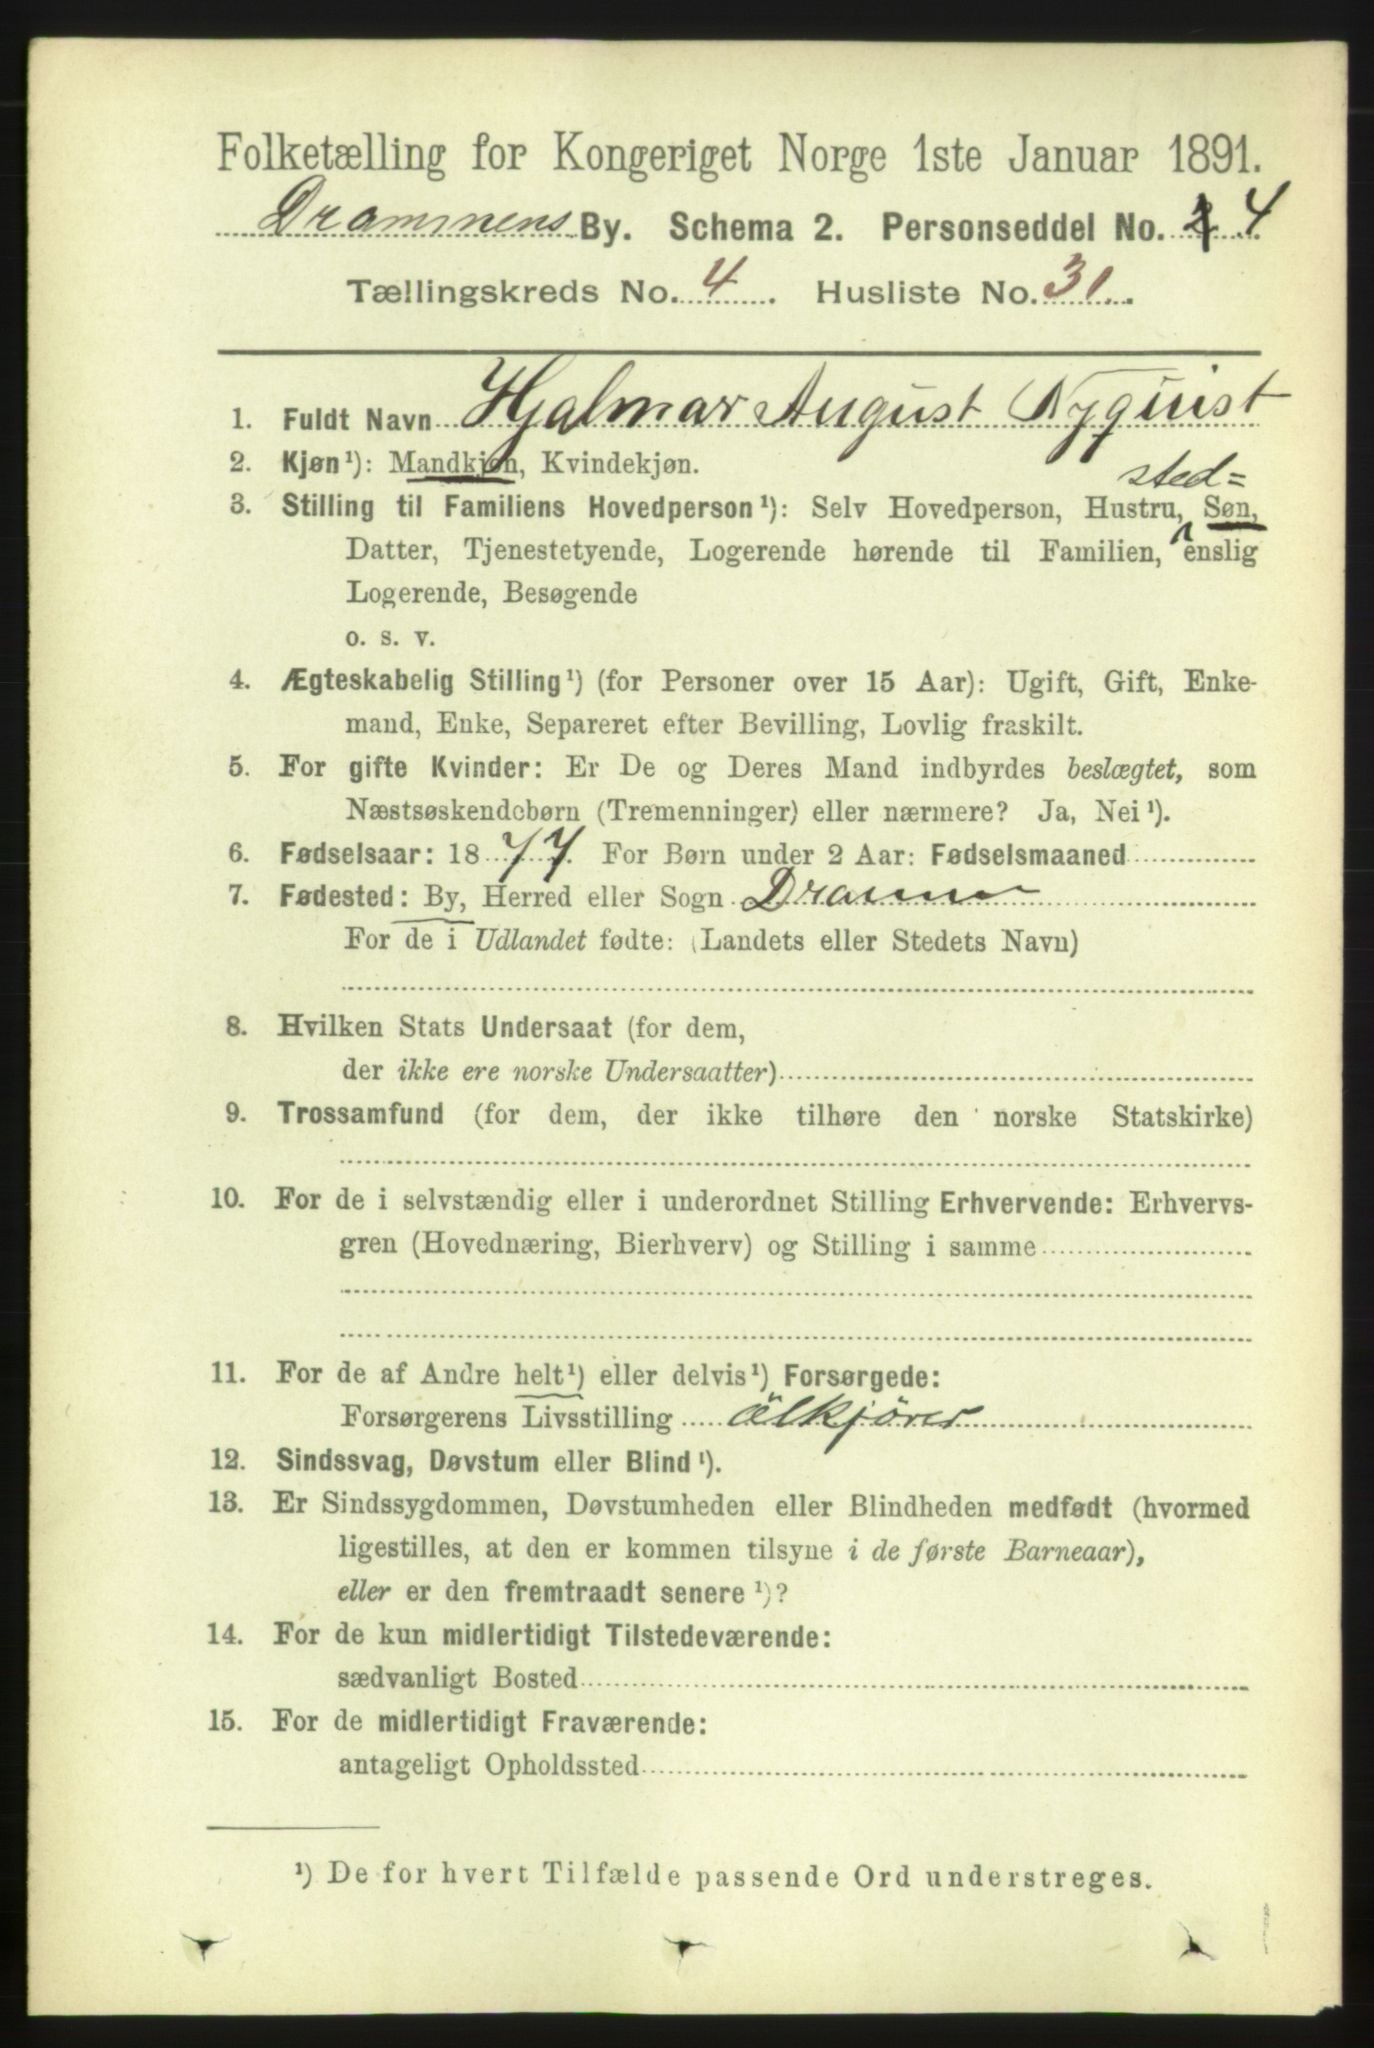 Folketælling for Kongeriget Norge 1ste Januar 1891.
Drammens By. Schema 2. Personseddel No. 4
Tællingskreds No. 4. Husliste No. 31.
1. Fuldt Navn Hjalmar August Nyquist
2. Kjøn¹): Mandkjøn, Kvindekjøn.
sted=
3. Stilling til Familiens Hovedperson¹): Selv Hovedperson, Hustru, Søn,
Datter, Tjenestetyende, Logerende hørende til Familien, enslig
Logerende, Besøgende
o. s. v.
4. Ægteskabelig Stilling¹) (for Personer over 15 Aar): Ugift, Gift, Enke-
mand, Enke, Separeret efter Bevilling, Lovlig fraskilt.
5. For gifte Kvinder: Er De og Deres Mand indbyrdes beslægtet, som
Næstsøskendebørn (Tremenninger) eller nærmere? Ja, Nei¹).
6. Fødselsaar: 1877. For Børn under 2 Aar: Fødselsmaaned
7. Fødested: By, Herred eller Sogn Drammen
For de i Udlandet fødte: (Landets eller Stedets Navn)
8. Hvilken Stats Undersaat (for dem,
der ikke ere norske Undersaatter)
9. Trossamfund (for dem, der ikke tilhøre den norske Statskirke)
10. For de i selvstændig eller i underordnet Stilling Erhvervende: Erhvervs-
gren (Hovednæring, Bierhverv) og Stilling i samme
11. For de af Andre helt¹) eller delvis¹) Forsørgede:
Forsørgerens Livsstilling ölkjörer
12. Sindssvag, Døvstum eller Blind¹).
13. Er Sindssygdommen, Døvstumheden eller Blindheden medfødt (hvormed
ligestilles, at den er kommen tilsyne i de første Barneaar),
eller er den fremtraadt senere¹)?
14. For de kun midlertidigt Tilstedeværende:
sædvanligt Bosted
15. For de midlertidigt Fraværende:
antageligt Opholdssted
¹) De for hvert Tilfælde passende Ord understreges.